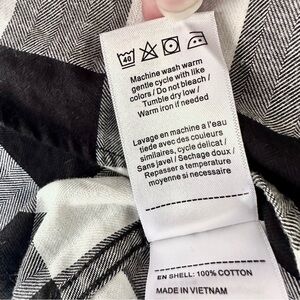 40
Machine wash warm
gentle cycle with like
colors / Do not bleach /
Tumble dry low /
Warm iron if needed
Lavage en machine a l'eau
tiede avec des couleurs
similaires, cycle delicat /
Sans javel / Sechage doux /
Repasser a temperature
moyenne si necessaire
EN SHELL: 100% COTTON
MADE IN VIETNAM